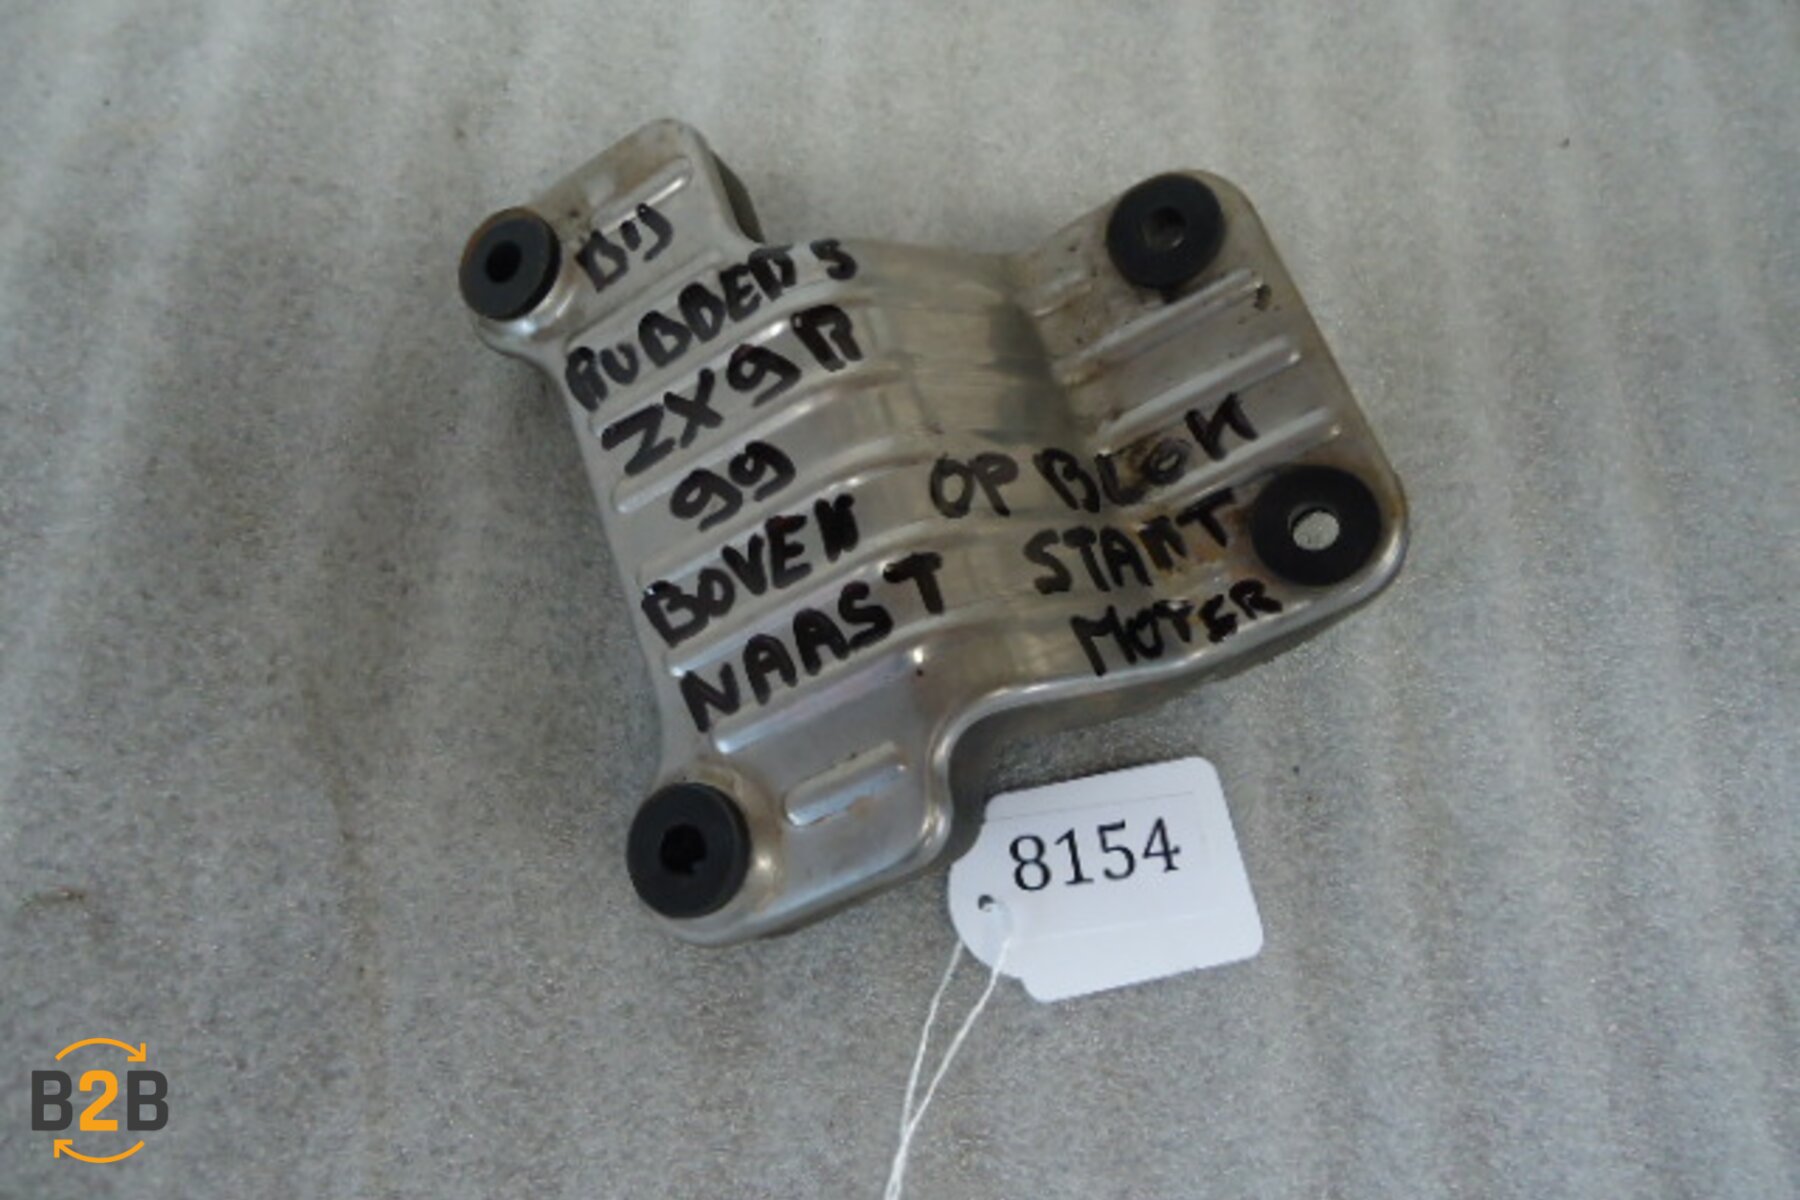 BIJ
RUBBERS
ZX9R
99
BOVEN OP BLOK
NAAST START
MOTER
8154
B2B